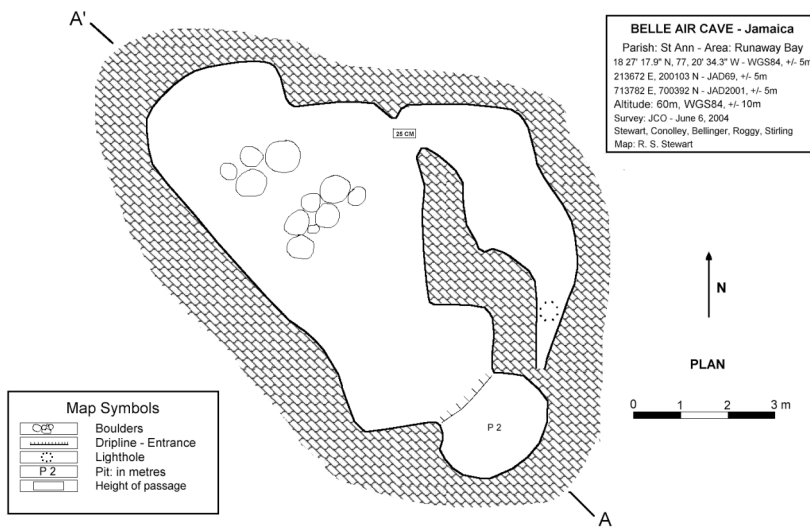 A'
BELLE AIR CAVE - Jamaica
Parish: St Ann - Area: Runaway Bay
18 27' 17.9" N, 77, 20' 34.3" W - WGS84, +/- 5m
213672 E, 200103 N - JAD69, +/- 5m
713782 E, 700392 N - JAD2001, +/- 5m
Altitude: 60m, WGS84, +/- 10m
Survey: JCO - June 6, 2004
Stewart, Conolley, Bellinger, Roggy, Stirling
Map: R. S. Stewart
25 CM
N
PLAN
0 1 2 3 m
P 2
A
Map Symbols
Boulders
Dripline - Entrance
Lighthole
P 2 Pit: in metres
Height of passage